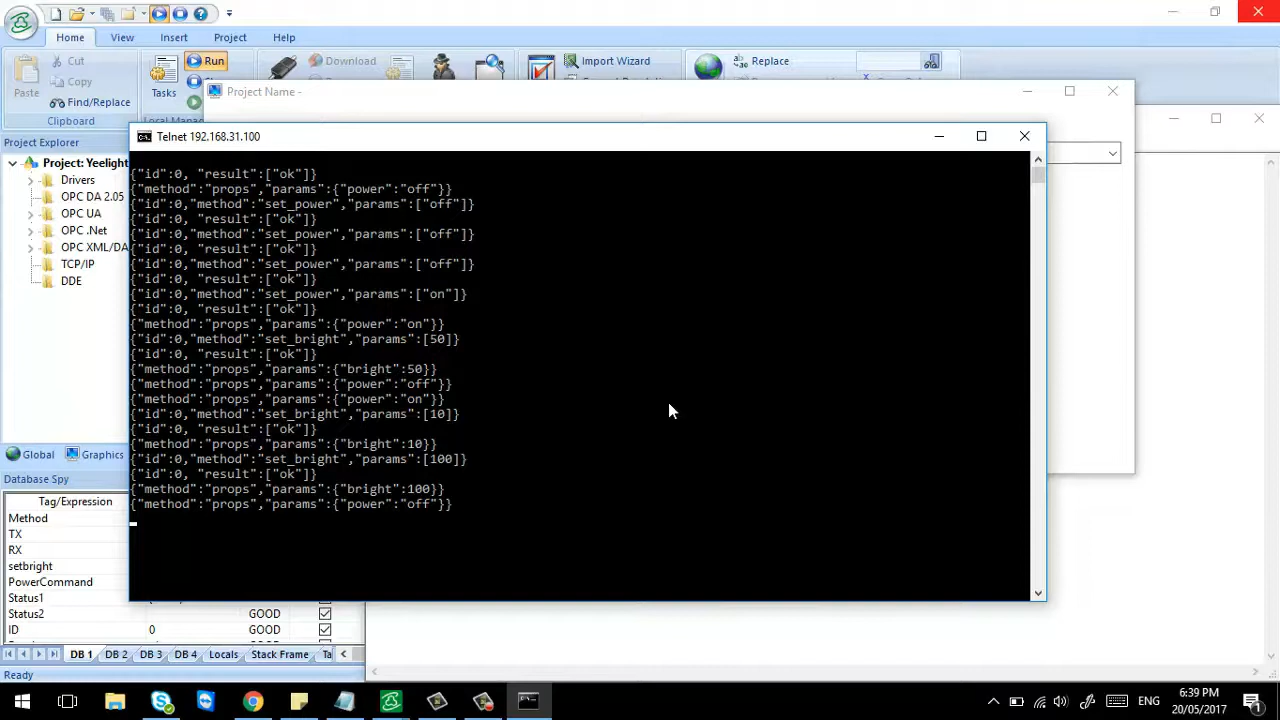 Home View Insert Project Help
Paste
Cut
Copy
Find/Replace
Clipboard
Tasks
Run
Download
Import Wizard
Replace
Project Name -
Project Explorer
Project: Yeelight
Drivers
OPC DA 2.05
OPC UA
OPC .Net
OPC XML/DA
TCP/IP
DDE
Global Graphics
Telnet 192.168.31.100
{"id":0, "result":["ok"]}
{"method":"props","params":{"power":"off"}}
{"id":0,"method":"set_power","params":["off"]}
{"id":0, "result":["ok"]}
{"id":0,"method":"set_power","params":["off"]}
{"id":0, "result":["ok"]}
{"id":0,"method":"set_power","params":["off"]}
{"id":0, "result":["ok"]}
{"id":0,"method":"set_power","params":["on"]}
{"id":0, "result":["ok"]}
{"method":"props","params":{"power":"on"}}
{"id":0,"method":"set_bright","params":[50]}
{"id":0, "result":["ok"]}
{"method":"props","params":{"bright":50}}
{"method":"props","params":{"power":"off"}}
{"method":"props","params":{"power":"on"}}
{"id":0,"method":"set_bright","params":[10]}
{"id":0, "result":["ok"]}
{"method":"props","params":{"bright":10}}
{"id":0,"method":"set_bright","params":[100]}
{"id":0, "result":["ok"]}
{"method":"props","params":{"bright":100}}
{"method":"props","params":{"power":"off"}}
Database Spy
Tag/Expression
Method
TX
RX
setbright
PowerCommand
Status1
Status2 GOOD
ID 0 GOOD
DB 1 DB 2 DB 3 DB 4 Locals Stack Frame Ta
Ready
ENG
6:39 PM
20/05/2017
1